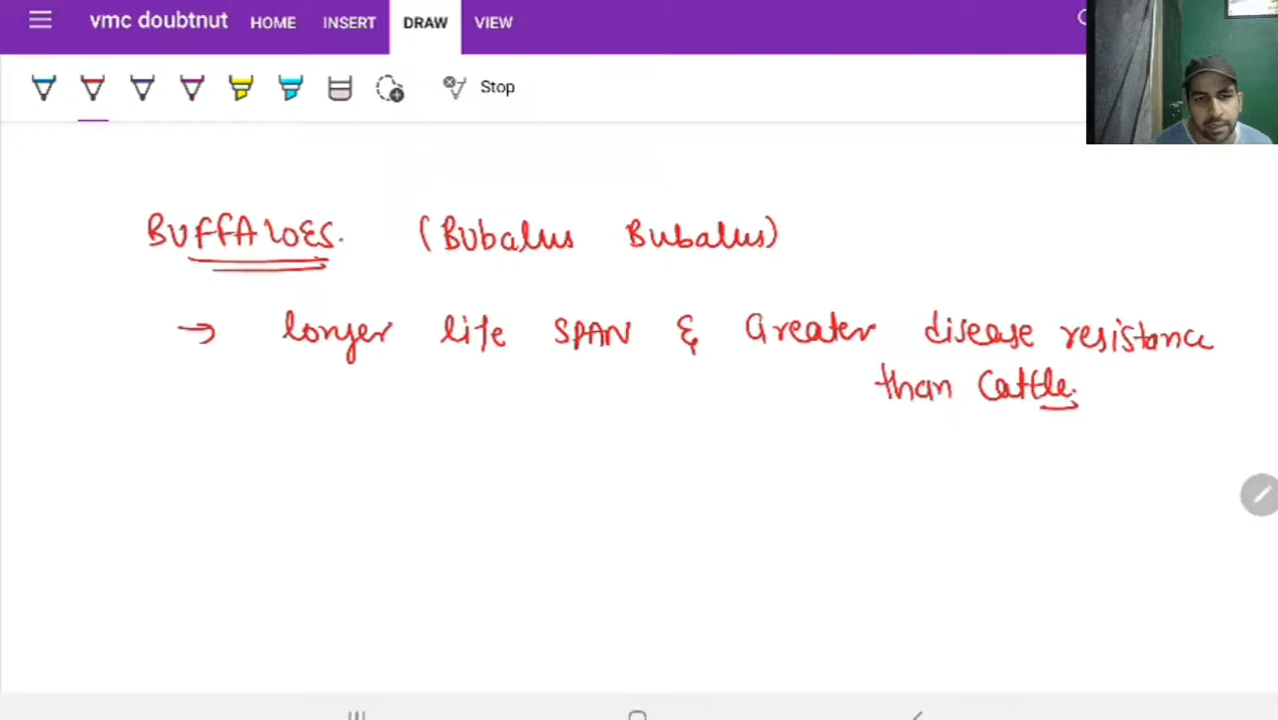 vmc doubtnut HOME INSERT DRAW VIEW
Stop
BUFFALOES. (Bubalus Bubalus)
→ longer life SPAN & Greater disease resistance
than Cattle.